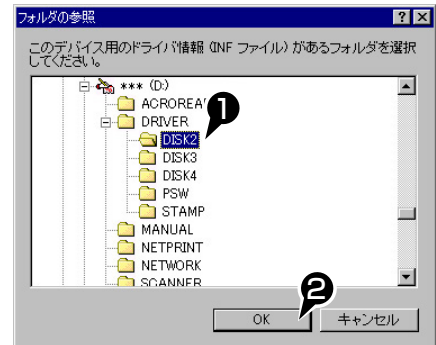 フォルダの参照
このデバイス用のドライバ情報 (INF ファイル) があるフォルダを選択
してください。
*** (D:)
DRIVER
DISK2
1
DISK3
DISK4
PSW
STAMP
MANUAL
NETPRINT
NETWORK
SCANNER
2
OK
キャンセル